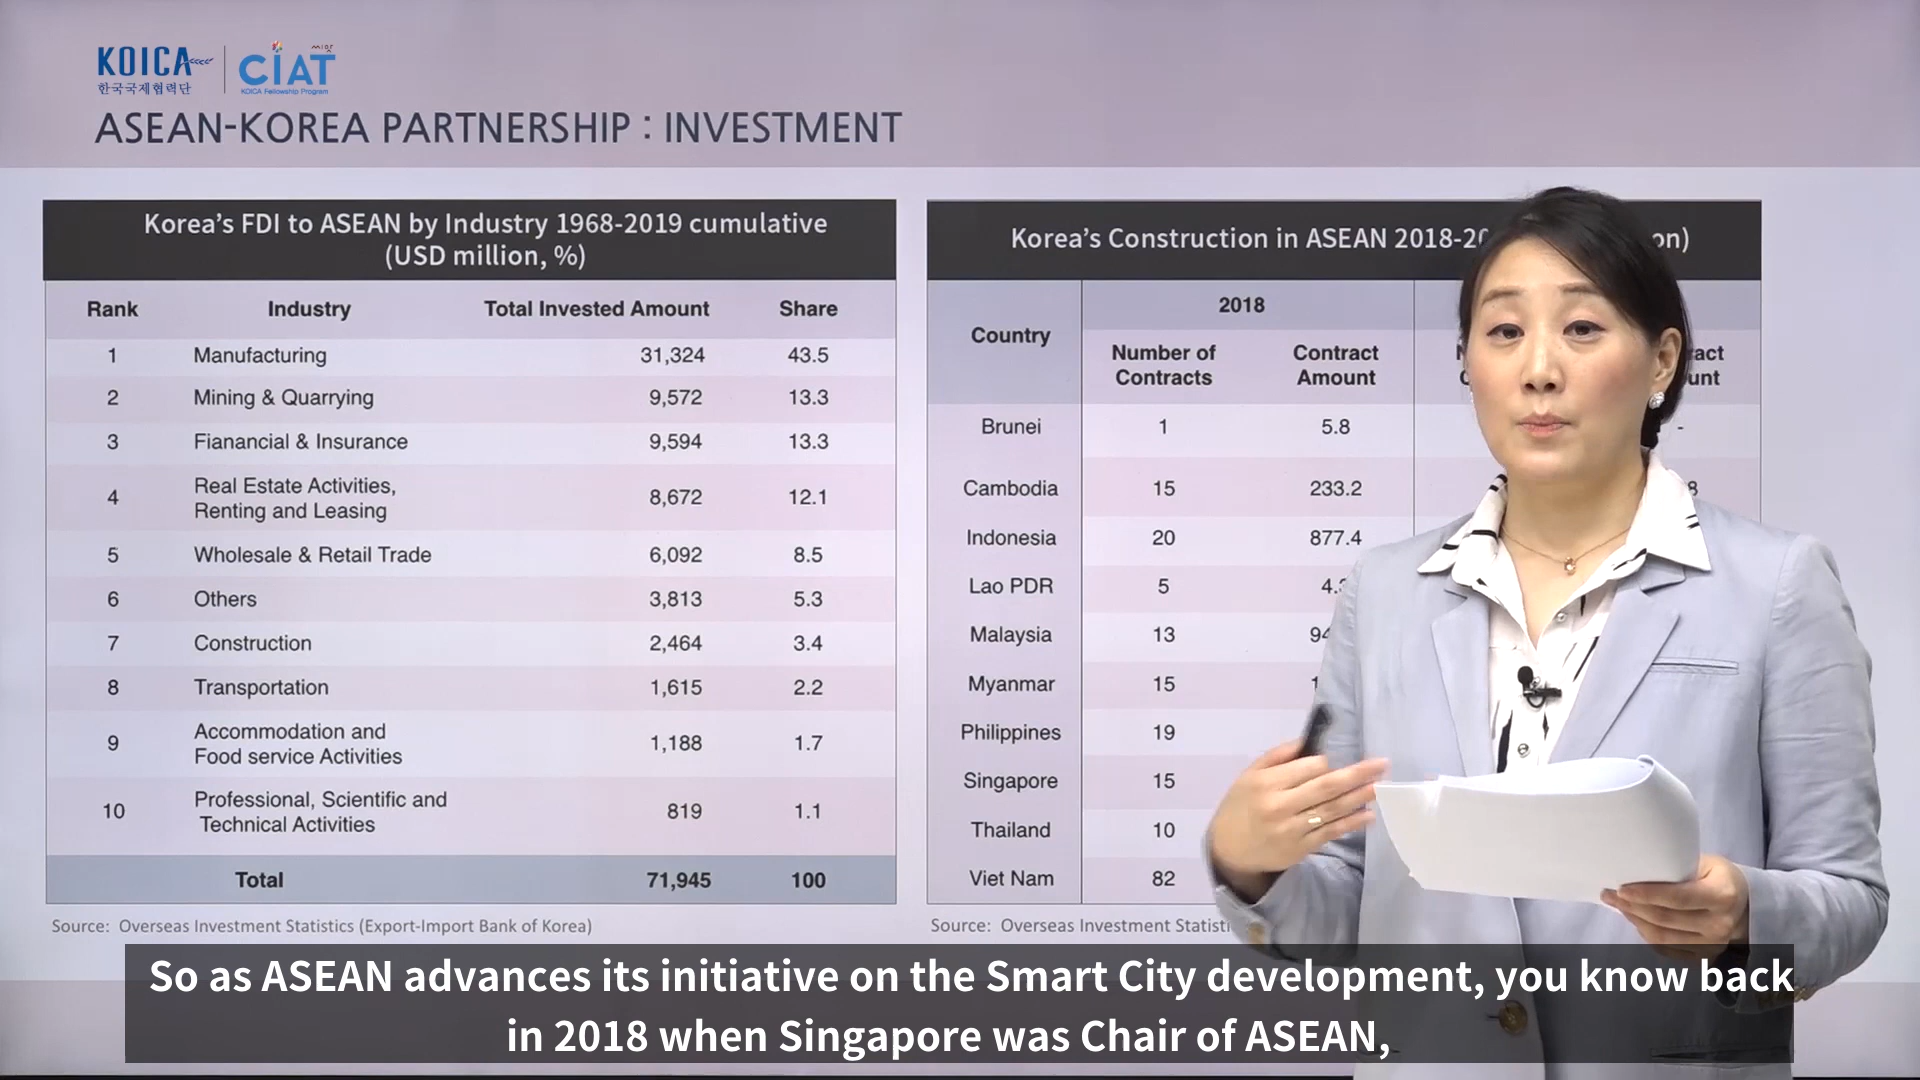 KOICA
한국국제협력단
씨앗
CIAT
KOICA Fellowship Program
ASEAN-KOREA PARTNERSHIP : INVESTMENT
Korea's FDI to ASEAN by Industry 1968-2019 cumulative
(USD million, %)
Rank Industry Total Invested Amount Share
1 Manufacturing 31,324 43.5
2 Mining & Quarrying 9,572 13.3
3 Fianancial & Insurance 9,594 13.3
4 Real Estate Activities,
Renting and Leasing 8,672 12.1
5 Wholesale & Retail Trade 6,092 8.5
6 Others 3,813 5.3
7 Construction 2,464 3.4
8 Transportation 1,615 2.2
9 Accommodation and
Food service Activities 1,188 1.7
10 Professional, Scientific and
Technical Activities 819 1.1
Total 71,945 100
Source: Overseas Investment Statistics (Export-Import Bank of Korea)
Korea's Construction in ASEAN 2018-
Country 2018
Number of
Contracts
Contract
Amount
Brunei 1 5.8 -
Cambodia 15 233.2
Indonesia 20 877.4
Lao PDR 5
Malaysia 13
Myanmar 15
Philippines 19
Singapore 15
Thailand 10
Viet Nam 82
Source: Overseas Investment
So as ASEAN advances its initiative on the Smart City development, you know back
in 2018 when Singapore was Chair of ASEAN,